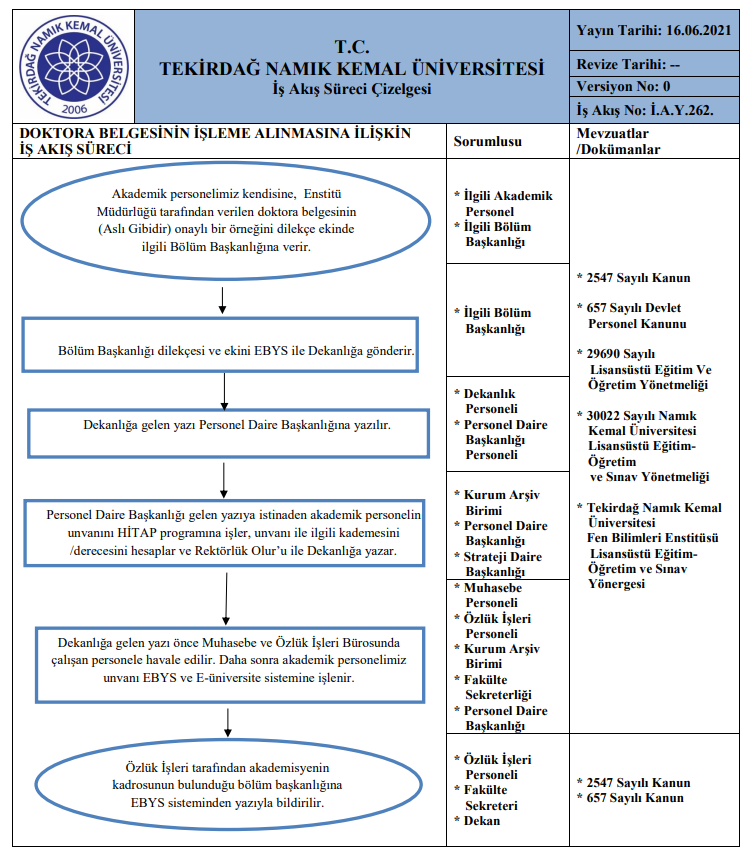 TEKİRDAĞ NAMIK KEMAL ÜNİVERSİTESİ
2006
T.C.
TEKİRDAĞ NAMIK KEMAL ÜNİVERSİTESİ
İş Akış Süreci Çizelgesi
Yayın Tarihi: 16.06.2021
Revize Tarihi: --
Versiyon No: 0
İş Akış No: İ.A.Y.262.
DOKTORA BELGESİNİN İŞLEME ALINMASINA İLİŞKİN
İŞ AKIŞ SÜRECİ
Sorumlusu
Mevzuatlar
/Dokümanlar
Akademik personelimiz kendisine, Enstitü
Müdürlüğü tarafından verilen doktora belgesinin
(Aslı Gibidir) onaylı bir örneğini dilekçe ekinde
ilgili Bölüm Başkanlığına verir.
* İlgili Akademik
Personel
* İlgili Bölüm
Başkanlığı
Bölüm Başkanlığı dilekçesi ve ekini EBYS ile Dekanlığa gönderir.
* İlgili Bölüm
Başkanlığı
Dekanlığa gelen yazı Personel Daire Başkanlığına yazılır.
* Dekanlık
Personeli
* Personel Daire
Başkanlığı
Personeli
Personel Daire Başkanlığı gelen yazıya istinaden akademik personelin
unvanını HİTAP programına işler, unvanı ile ilgili kademesini
/derecesini hesaplar ve Rektörlük Olur’u ile Dekanlığa yazar.
* Kurum Arşiv
Birimi
* Personel Daire
Başkanlığı
* Strateji Daire
Başkanlığı
Dekanlığa gelen yazı önce Muhasebe ve Özlük İşleri Bürosunda
çalışan personele havale edilir. Daha sonra akademik personelimiz
unvanı EBYS ve E-üniversite sistemine işlenir.
* Muhasebe
Personeli
* Özlük İşleri
Personeli
* Kurum Arşiv
Birimi
* Fakülte
Sekreterliği
* Personel Daire
Başkanlığı
* 2547 Sayılı Kanun
* 657 Sayılı Devlet
Personel Kanunu
* 29690 Sayılı
Lisansüstü Eğitim Ve
Öğretim Yönetmeliği
* 30022 Sayılı Namık
Kemal Üniversitesi
Lisansüstü Eğitim-
Öğretim
ve Sınav Yönetmeliği
* Tekirdağ Namık Kemal
Üniversitesi
Fen Bilimleri Enstitüsü
Lisansüstü Eğitim-
Öğretim ve Sınav
Yönergesi
Özlük İşleri tarafından akademisyenin
kadrosunun bulunduğu bölüm başkanlığına
EBYS sisteminden yazıyla bildirilir.
* Özlük İşleri
Personeli
* Fakülte
Sekreteri
* Dekan
* 2547 Sayılı Kanun
* 657 Sayılı Kanun